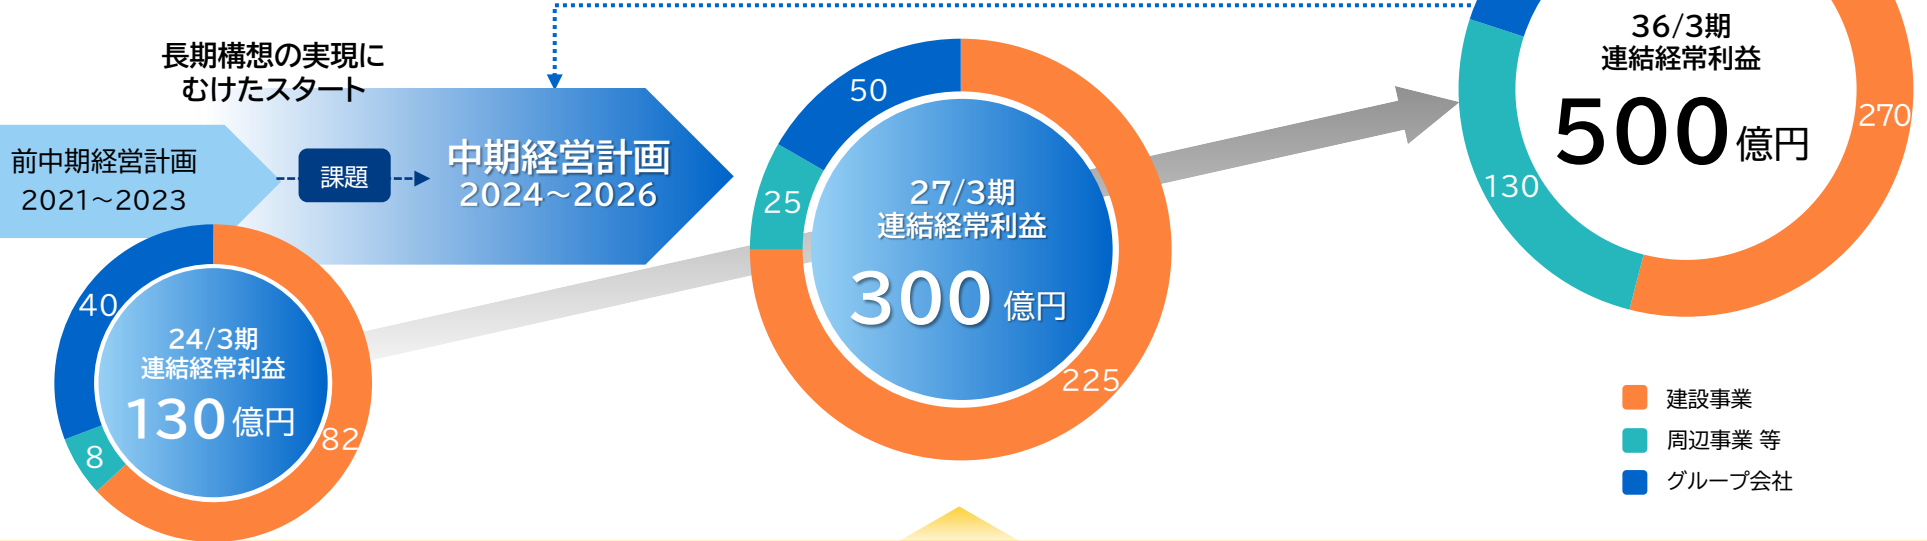 長期構想の実現に
むけたスタート
前中期経営計画
2021～2023
課題
中期経営計画
2024～2026
40
8
82
24/3期
連結経常利益
130億円
50
25
225
27/3期
連結経常利益
300億円
36/3期
連結経常利益
500億円
270
130
建設事業
周辺事業 等
グループ会社